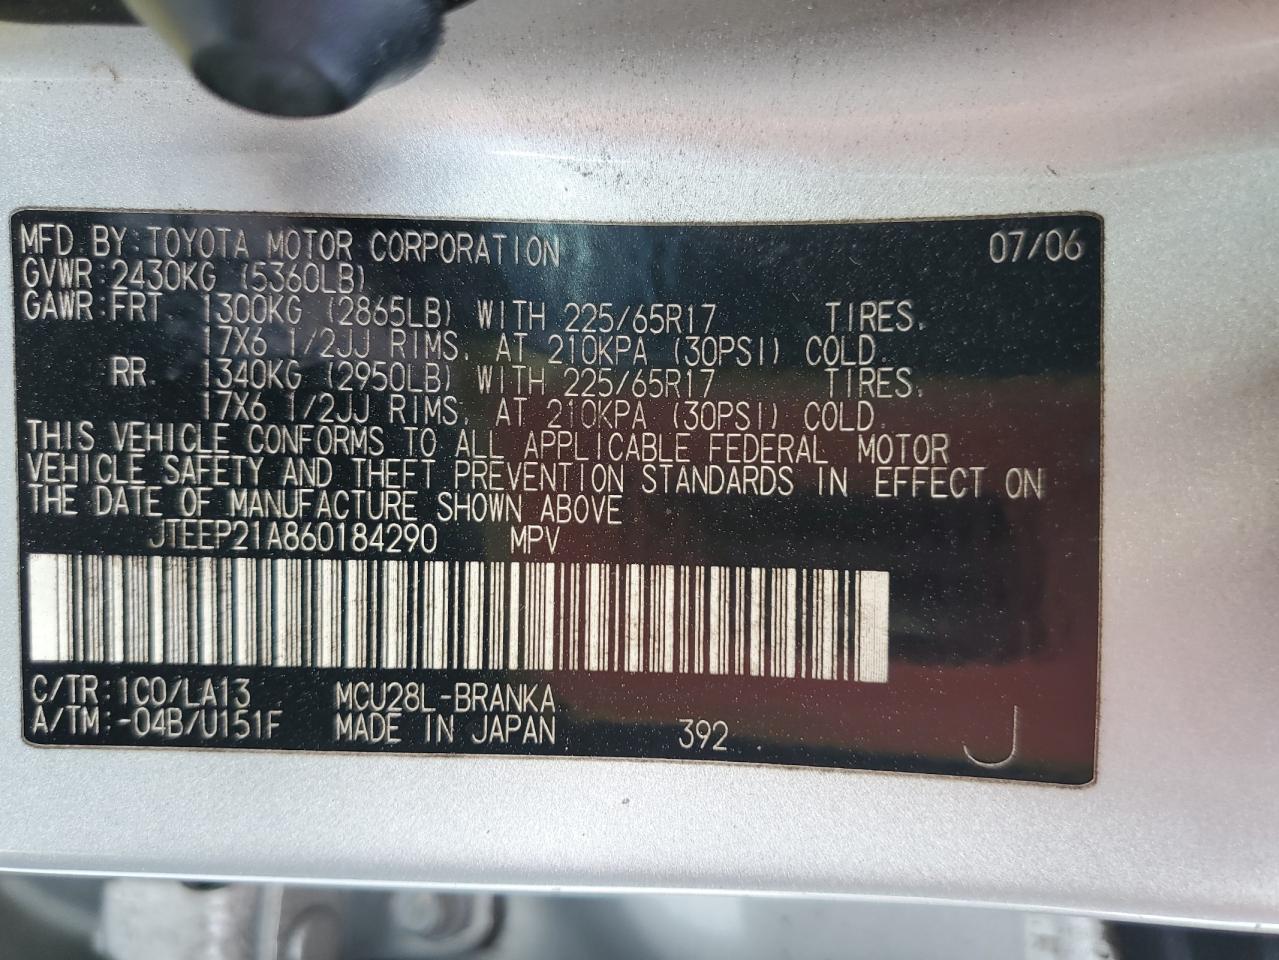 MFD BY:TOYOTA MOTOR CORPORATION 07/06
GVWR:2430KG (5360LB)
GAWR:FRT 1300KG (2865LB) WITH 225/65R17 TIRES,
17X6 1/2JJ RIMS, AT 210KPA (30PSI) COLD.
RR. 1340KG (2950LB) WITH 225/65R17 TIRES,
17X6 1/2JJ RIMS, AT 210KPA (30PSI) COLD.
THIS VEHICLE CONFORMS TO ALL APPLICABLE FEDERAL MOTOR
VEHICLE SAFETY AND THEFT PREVENTION STANDARDS IN EFFECT ON
THE DATE OF MANUFACTURE SHOWN ABOVE
JTEEP21A860184290 MPV
C/TR:1C0/LA13 MCU28L-BRANKA
A/TM:-04B/U151F MADE IN JAPAN 392 J